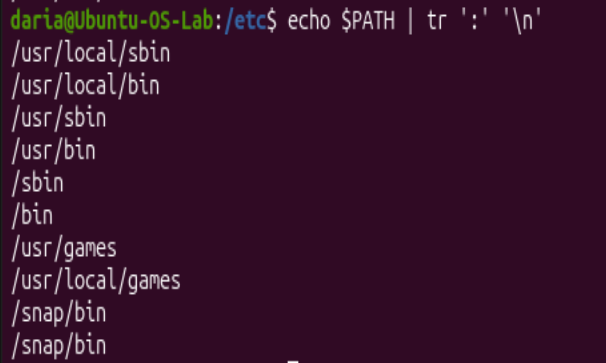 daria@Ubuntu-OS-Lab:/etc$ echo $PATH | tr ':' '\n'
/usr/local/sbin
/usr/local/bin
/usr/sbin
/usr/bin
/sbin
/bin
/usr/games
/usr/local/games
/snap/bin
/snap/bin